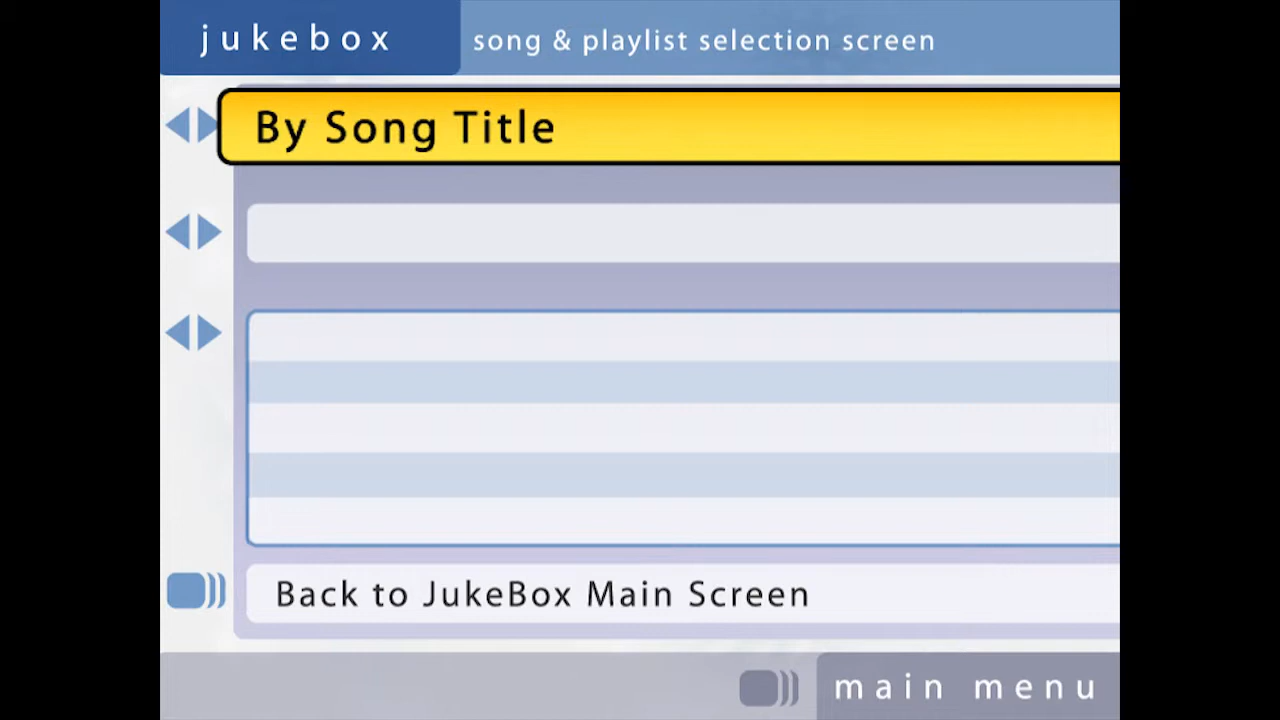 jukebox
song & playlist selection screen
By Song Title
Back to JukeBox Main Screen
main menu